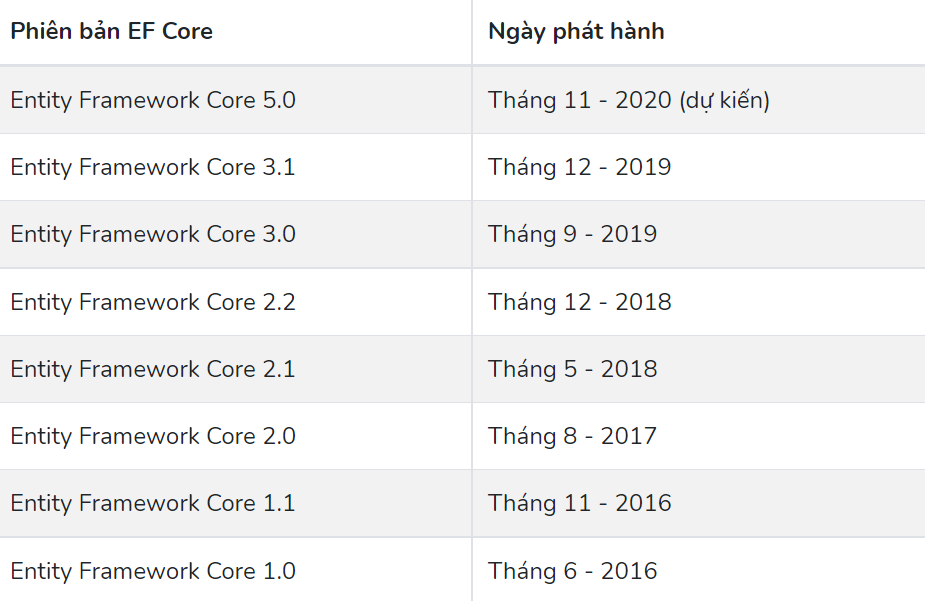 Phiên bản EF Core Ngày phát hành
Entity Framework Core 5.0 Tháng 11 - 2020 (dự kiến)
Entity Framework Core 3.1 Tháng 12 - 2019
Entity Framework Core 3.0 Tháng 9 - 2019
Entity Framework Core 2.2 Tháng 12 - 2018
Entity Framework Core 2.1 Tháng 5 - 2018
Entity Framework Core 2.0 Tháng 8 - 2017
Entity Framework Core 1.1 Tháng 11 - 2016
Entity Framework Core 1.0 Tháng 6 - 2016